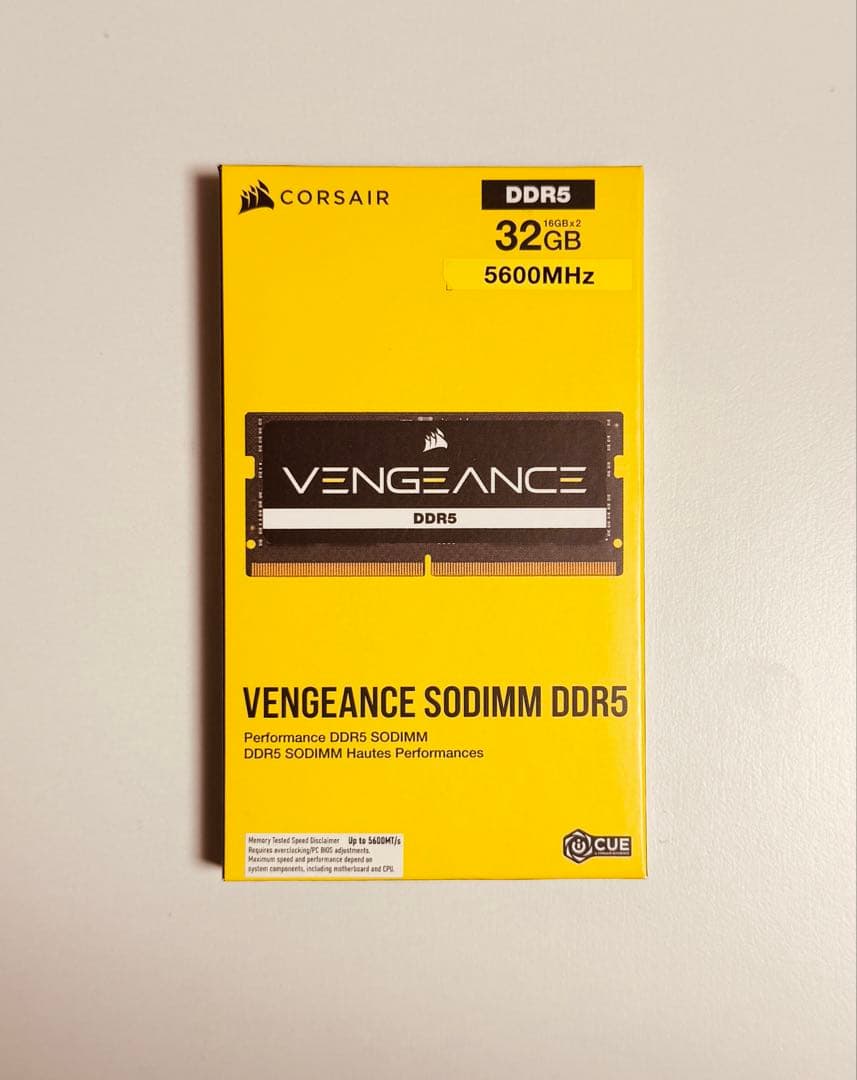 CORSAIR
DDR5
16GBx2
32GB
5600MHz
VENGEANCE
DDR5
VENGEANCE SODIMM DDR5
Performance DDR5 SODIMM
DDR5 SODIMM Hautes Performances
Memory Tested Speed Disclaimer Up to 5600MT/s
Requires overclocking/PC BIOS adjustments.
Maximum speed and performance depend on
system components, including motherboard and CPU.
iCUE